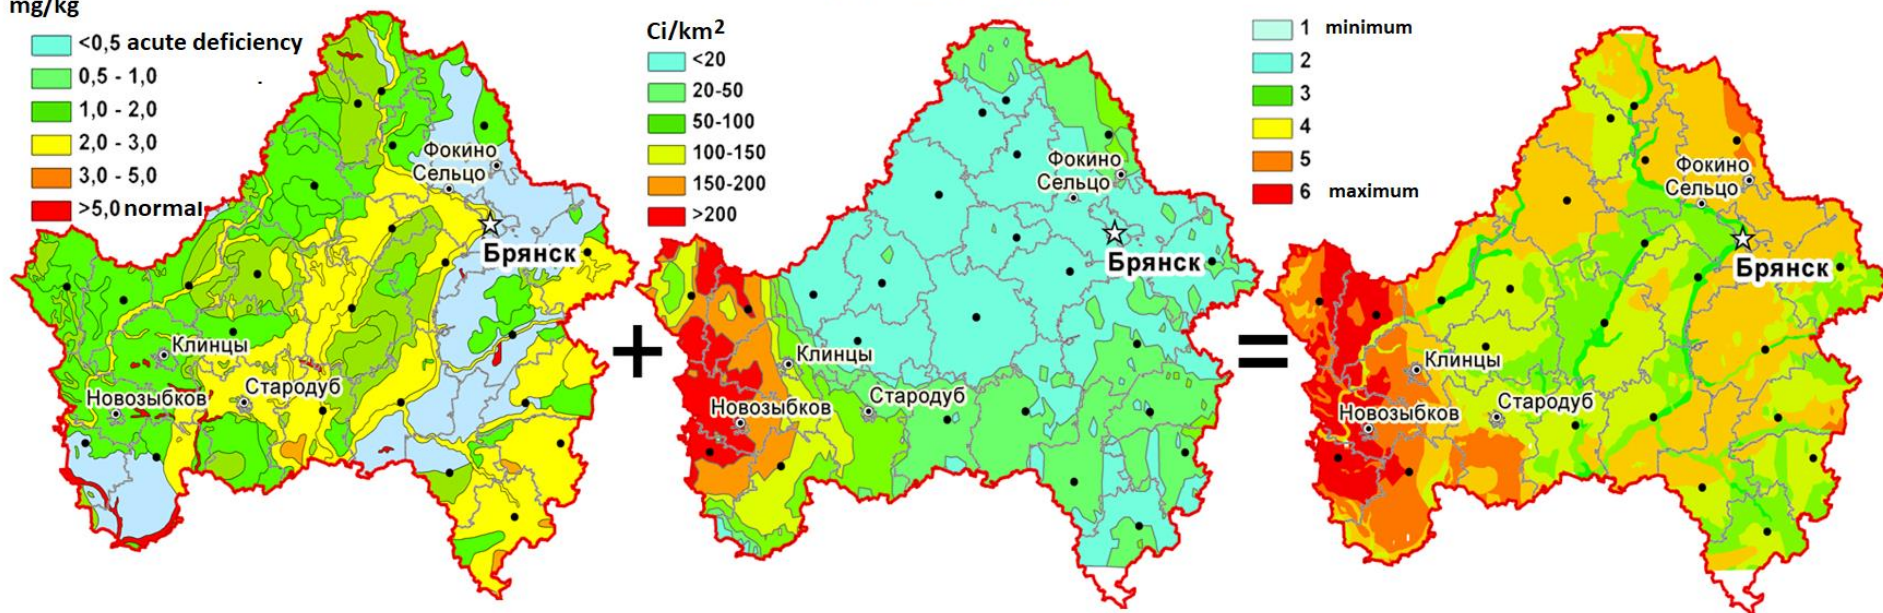 mg/kg
<0,5 acute deficiency
0,5 - 1,0
1,0 - 2,0
2,0 - 3,0
3,0 - 5,0
>5,0 normal
Фокино
Сельцо
Брянск
Клинцы
Стародуб
Новозыбков
+
Ci/km2
<20
20-50
50-100
100-150
150-200
>200
Фокино
Сельцо
Брянск
Клинцы
Стародуб
Новозыбков
=
1 minimum
2
3
4
5
6 maximum
Фокино
Сельцо
Брянск
Клинцы
Стародуб
Новозыбков